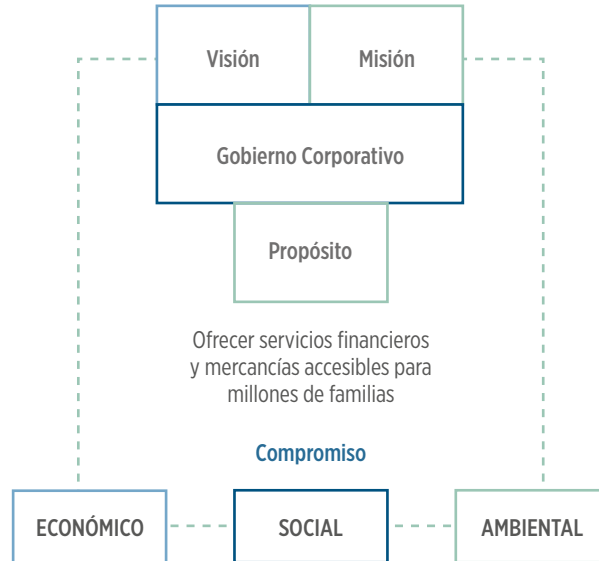 Visión
Misión
Gobierno Corporativo
Propósito
Ofrecer servicios financieros
y mercancías accesibles para
millones de familias
Compromiso
ECONÓMICO
SOCIAL
AMBIENTAL